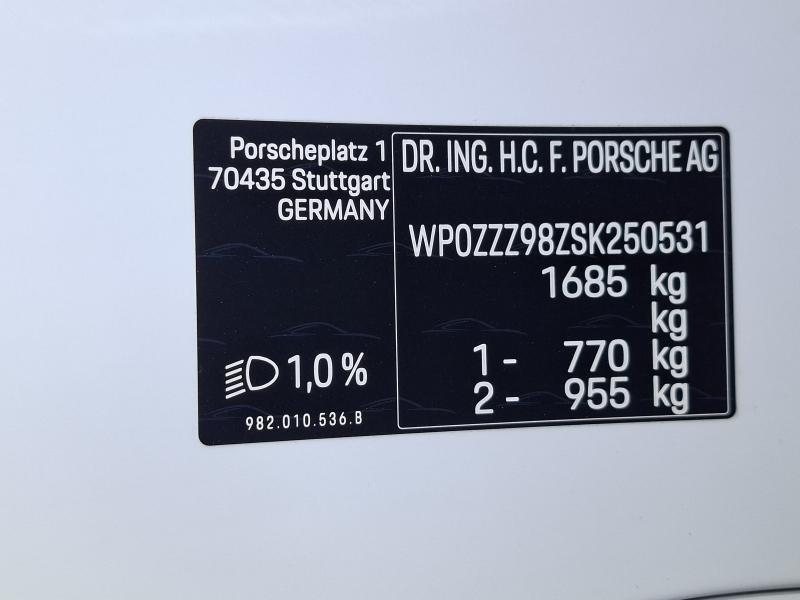 Porscheplatz 1
70435 Stuttgart
GERMANY
1,0 %
982.010.536.B
DR. ING. H.C. F. PORSCHE AG
WP0ZZZ98ZSK250531
1685 kg
kg
1 - 770 kg
2 - 955 kg